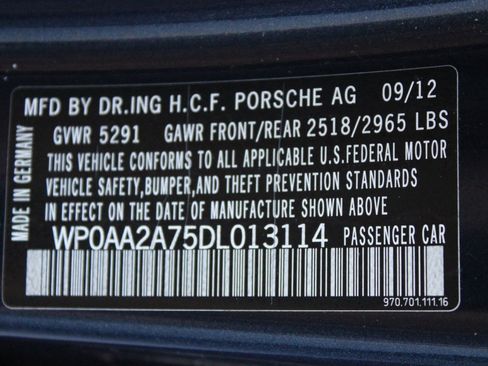 MFD BY DR.ING H.C.F. PORSCHE AG 09/12
GVWR 5291 GAWR FRONT/REAR 2518/2965 LBS
THIS VEHICLE CONFORMS TO ALL APPLICABLE U.S.FEDERAL MOTOR
VEHICLE SAFETY,BUMPER,AND THEFT PREVENTION STANDARDS
IN EFFECT ON THE DATE OF MANUFACTURE SHOWN ABOVE
WP0AA2A75DL013114 PASSENGER CAR
970.701.111.16
MADE IN GERMANY